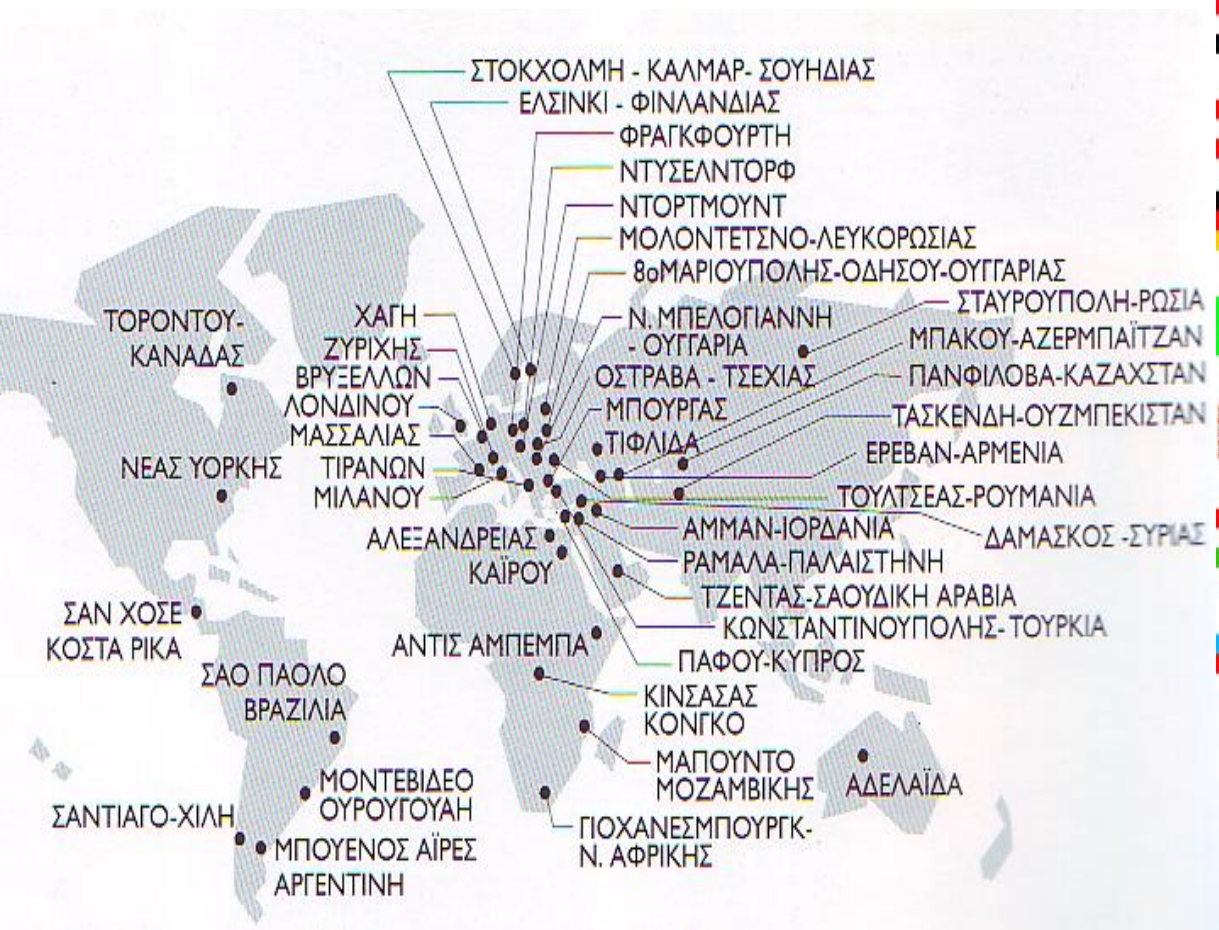 ΣΤΟΚΧΟΛΜΗ - ΚΑΛΜΑΡ- ΣΟΥΗΔΙΑΣ
ΕΛΣΙΝΚΙ - ΦΙΝΛΑΝΔΙΑΣ
ΦΡΑΓΚΦΟΥΡΤΗ
ΝΤΥΣΕΛΝΤΟΡΦ
ΝΤΟΡΤΜΟΥΝΤ
ΜΟΛΟΝΤΕΤΣΝΟ-ΛΕΥΚΟΡΩΣΙΑΣ
8οΜΑΡΙΟΥΠΟΛΗΣ-ΟΔΗΣΟΥ-ΟΥΓΓΑΡΙΑΣ
ΣΤΑΥΡΟΥΠΟΛΗ-ΡΩΣΙΑ
Ν. ΜΠΕΛΟΓΙΑΝΝΗ
- ΟΥΓΓΑΡΙΑ
ΜΠΑΚΟΥ-ΑΖΕΡΜΠΑΪΤΖΑΝ
ΟΣΤΡΑΒΑ - ΤΣΕΧΙΑΣ
ΠΑΝΦΙΛΟΒΑ-ΚΑΖΑΧΣΤΑΝ
ΜΠΟΥΡΓΑΣ
ΤΑΣΚΕΝΔΗ-ΟΥΖΜΠΕΚΙΣΤΑΝ
ΤΙΦΛΙΔΑ
ΕΡΕΒΑΝ-ΑΡΜΕΝΙΑ
ΤΟΥΛΤΣΕΑΣ-ΡΟΥΜΑΝΙΑ
ΑΜΜΑΝ-ΙΟΡΔΑΝΙΑ
ΔΑΜΑΣΚΟΣ -ΣΥΡΙΑΣ
ΡΑΜΑΛΑ-ΠΑΛΑΙΣΤΗΝΗ
ΤΖΕΝΤΑΣ-ΣΑΟΥΔΙΚΗ ΑΡΑΒΙΑ
ΚΩΝΣΤΑΝΤΙΝΟΥΠΟΛΗΣ- ΤΟΥΡΚΙΑ
ΠΑΦΟΥ-ΚΥΠΡΟΣ
ΧΑΓΗ
ΖΥΡΙΧΗΣ
ΒΡΥΞΕΛΛΩΝ
ΛΟΝΔΙΝΟΥ
ΜΑΣΣΑΛΙΑΣ
ΤΙΡΑΝΩΝ
ΜΙΛΑΝΟΥ
ΤΟΡΟΝΤΟΥ-
ΚΑΝΑΔΑΣ
ΝΕΑΣ ΥΟΡΚΗΣ
ΑΛΕΞΑΝΔΡΕΙΑΣ
ΚΑΪΡΟΥ
ΣΑΝ ΧΟΣΕ
ΚΟΣΤΑ ΡΙΚΑ
ΑΝΤΙΣ ΑΜΠΕΜΠΑ
ΣΑΟ ΠΑΟΛΟ
ΒΡΑΖΙΛΙΑ
ΚΙΝΣΑΣΑΣ
ΚΟΝΓΚΟ
ΜΑΠΟΥΝΤΟ
ΜΟΖΑΜΒΙΚΗΣ
ΑΔΕΛΑΪΔΑ
ΜΟΝΤΕΒΙΔΕΟ
ΟΥΡΟΥΓΟΥΑΗ
ΣΑΝΤΙΑΓΟ-ΧΙΛΗ
ΜΠΟΥΕΝΟΣ ΑΪΡΕΣ
ΑΡΓΕΝΤΙΝΗ
ΓΙΟΧΑΝΕΣΜΠΟΥΡΓΚ-
Ν. ΑΦΡΙΚΗΣ